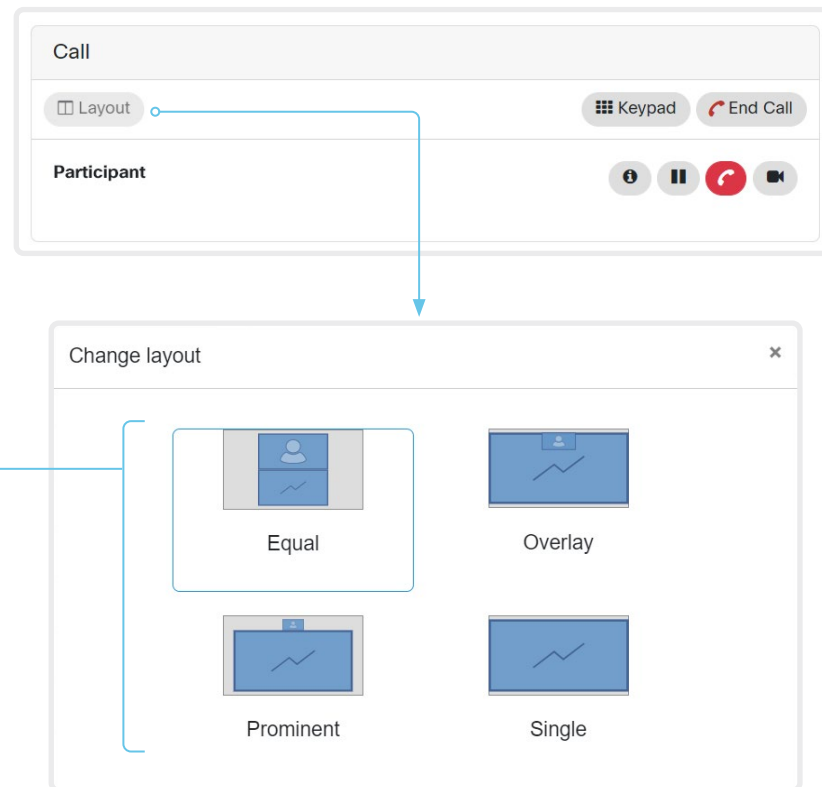 Call
Layout Keypad End Call
Participant
Change layout ×
Equal Overlay
Prominent Single